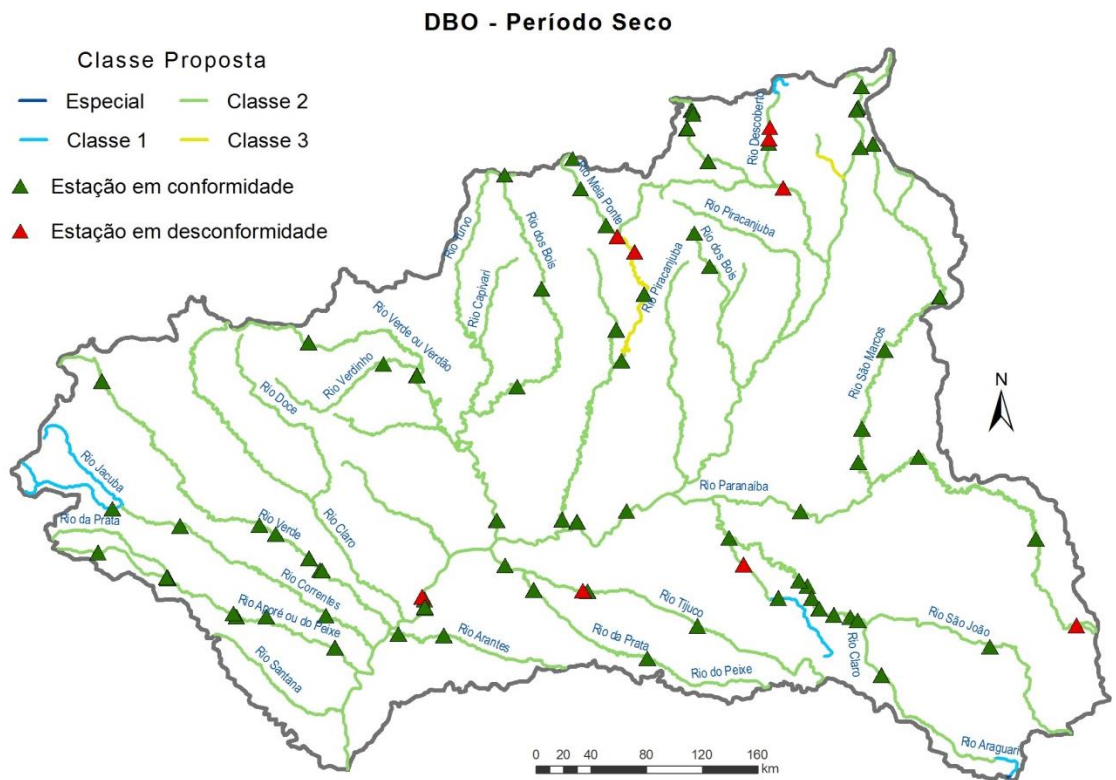 DBO - Período Seco
Classe Proposta
Especial
Classe 2
Classe 1
Classe 3
Estação em conformidade
Estação em desconformidade
Rio Descoberto
Rio Meia Ponte
Rio Turvo
Rio dos Bois
Rio Piracanjuba
Rio dos Bois
Rio Capivari
Rio Piracanjuba
Rio Verde ou Verdão
Rio Verdinho
Rio São Marcos
N
Rio Doce
Rio Jacuba
Rio Paranaíba
Rio da Prata
Rio Verde
Rio Claro
Rio Correntes
Rio Aporé ou do Peixe
Rio Tijuco
Rio São João
Rio Arantes
Rio da Prata
Rio Claro
Rio Santana
Rio do Peixe
Rio Araguari
0 20 40 80 120 160
km